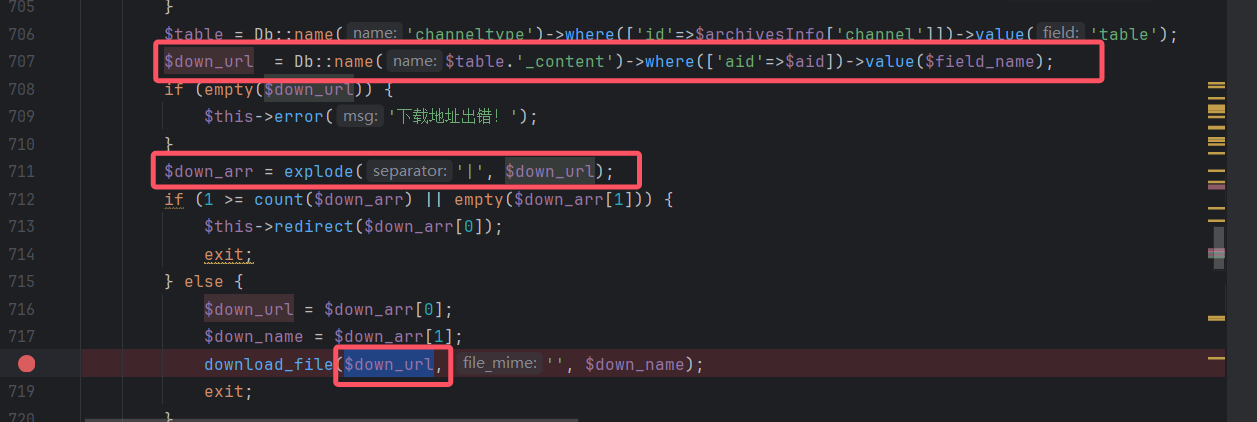 705 }
706 $table = Db::name( name: 'channeltype')->where(['id'=>$archivesInfo['channel']])->value( field: 'table');
707 $down_url = Db::name( name: $table.'_content')->where(['aid'=>$aid])->value($field_name);
708 if (empty($down_url)) {
709 $this->error( msg: '下载地址出错！');
710 }
711 $down_arr = explode( separator: '|', $down_url);
712 if (1 >= count($down_arr) || empty($down_arr[1])) {
713 $this->redirect($down_arr[0]);
714 exit;
715 } else {
716 $down_url = $down_arr[0];
717 $down_name = $down_arr[1];
download_file($down_url, file_mime: '', $down_name);
719 exit;
720 }